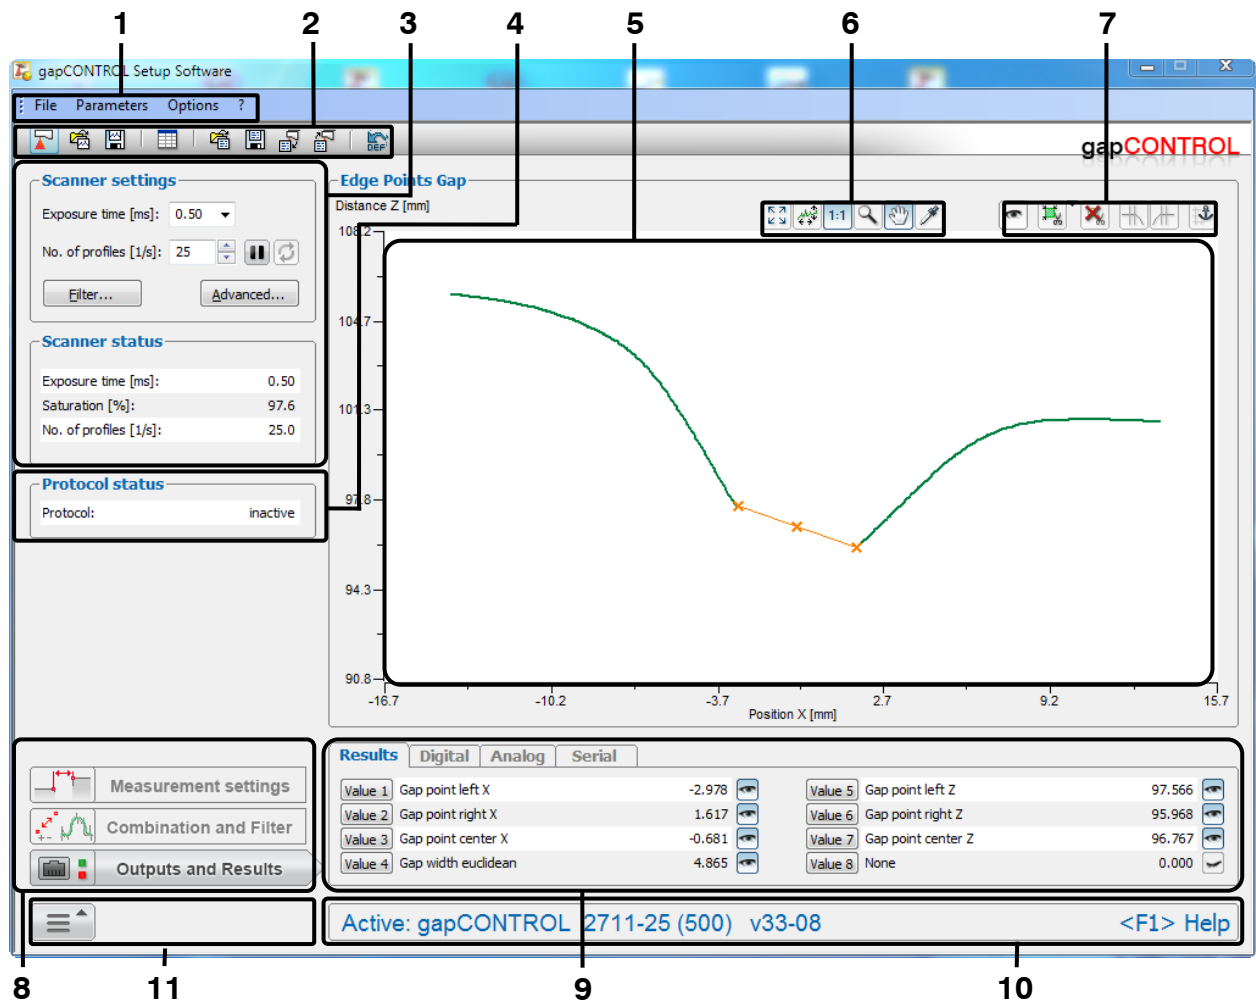 1 2 3 4 5 6 7
gapCONTROL Setup Software
File Parameters Options ?
DEF
gapCONTROL
Scanner settings
Exposure time [ms]: 0.50
No. of profiles [1/s]: 25
Filter... Advanced...
Scanner status
Exposure time [ms]: 0.50
Saturation [%]: 97.6
No. of profiles [1/s]: 25.0
Protocol status
Protocol: inactive
Edge Points Gap
Distance Z [mm]
1:1
108.2
104.7
101.3
97.8
94.3
90.8
-16.7 -10.2 -3.7 2.7 9.2 15.7
Position X [mm]
Measurement settings
Combination and Filter
Outputs and Results
Results Digital Analog Serial
Value 1 Gap point left X -2.978 Value 5 Gap point left Z 97.566
Value 2 Gap point right X 1.617 Value 6 Gap point right Z 95.968
Value 3 Gap point center X -0.681 Value 7 Gap point center Z 96.767
Value 4 Gap width euclidean 4.865 Value 8 None 0.000
Active: gapCONTROL 2711-25 (500) v33-08 <F1> Help
8 11 9 10